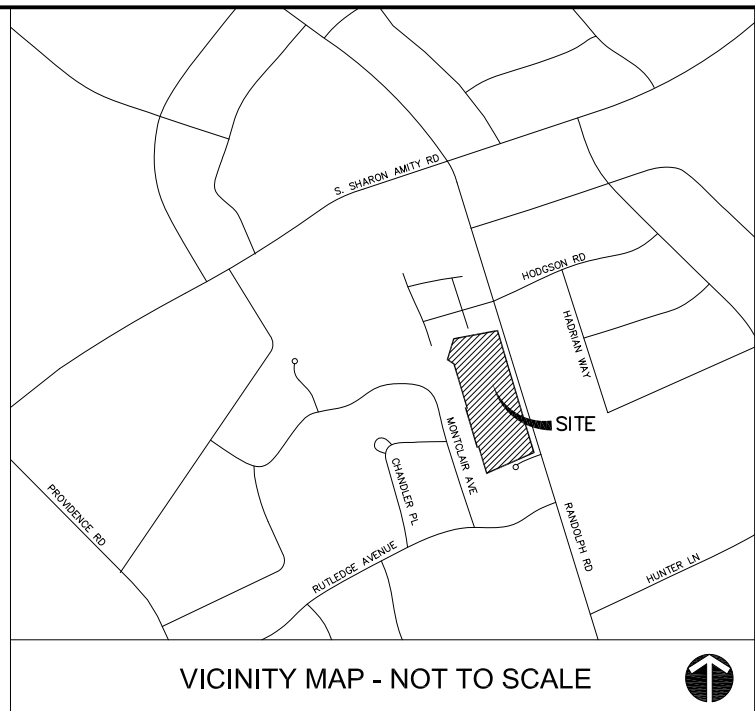 S. SHARON AMITY RD
HODGSON RD
HADRIAN WAY
SITE
MONTCLAIR AVE
CHANDLER PL
PROVIDENCE RD
RUTLEDGE AVENUE
RANDOLPH RD
HUNTER LN
VICINITY MAP - NOT TO SCALE